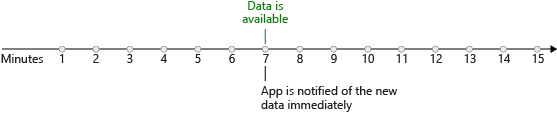 Data is
available
Minutes 1 2 3 4 5 6 7 8 9 10 11 12 13 14 15
App is notified of the new
data immediately